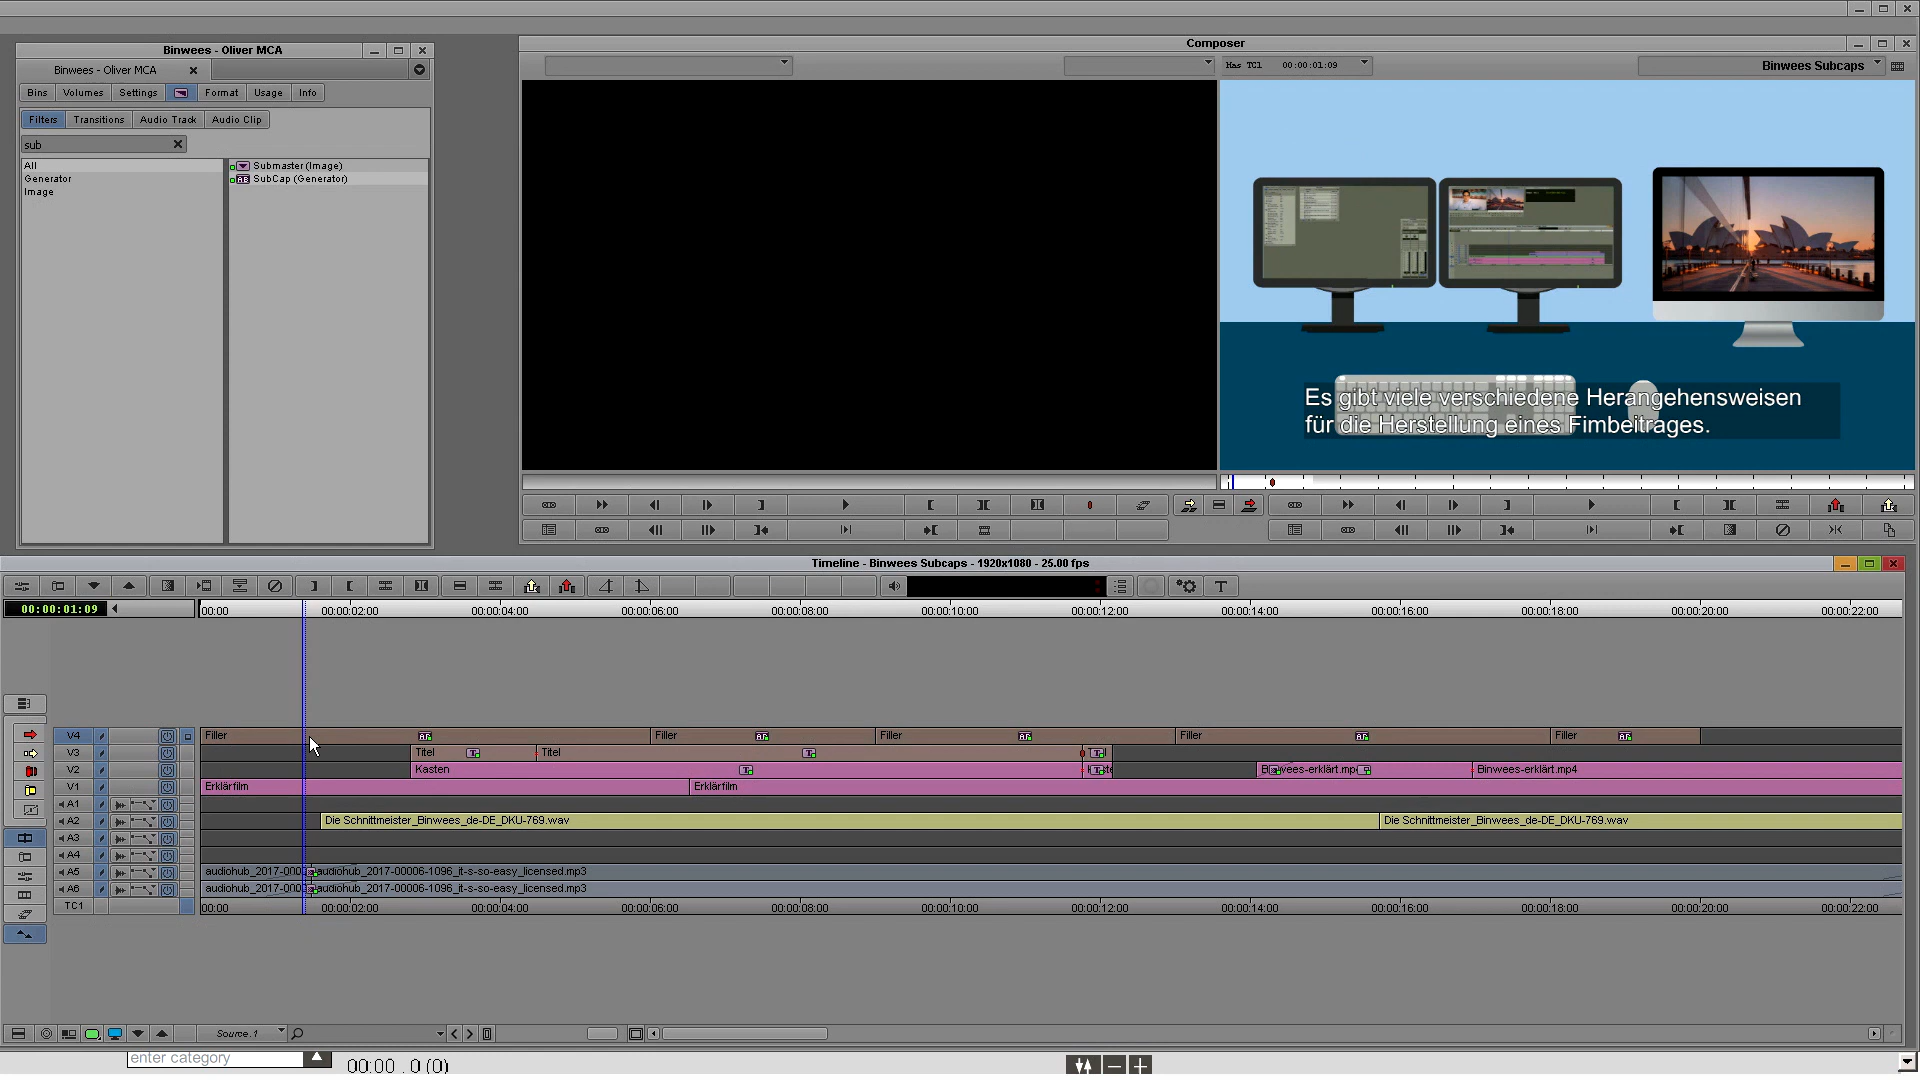 Binwees - Oliver MCA
Binwees - Oliver MCA
Bins Volumes Settings Format Usage Info
Filters Transitions Audio Track Audio Clip
sub
All
Generator
Image
Submaster (Image)
SubCap (Generator)
Composer
Mas TC1 00:00:01:09
Binwees Subcaps
Es gibt viele verschiedene Herangehensweisen
für die Herstellung eines Fimbeitrages.
Timeline - Binwees Subcaps - 1920x1080 - 25.00 fps
00:00:01:09
00:00 00:00:02:00 00:00:04:00 00:00:06:00 00:00:08:00 00:00:10:00 00:00:12:00 00:00:14:00 00:00:16:00 00:00:18:00 00:00:20:00 00:00:22:00
V4 Filler Filler Filler Filler Filler
V3 Titel Titel
V2 Kasten Binwees-erklärt.mp4 Binwees-erklärt.mp4
V1 Erklärfilm Erklärfilm
A1
A2 Die Schnittmeister_Binwees_de-DE_DKU-769.wav Die Schnittmeister_Binwees_de-DE_DKU-769.wav
A3
A4
A5 audiohub_2017-000 audiohub_2017-00006-1096_it-s-so-easy_licensed.mp3
A6 audiohub_2017-000 audiohub_2017-00006-1096_it-s-so-easy_licensed.mp3
TC1 00:00 00:00:02:00 00:00:04:00 00:00:06:00 00:00:08:00 00:00:10:00 00:00:12:00 00:00:14:00 00:00:16:00 00:00:18:00 00:00:20:00 00:00:22:00
Source.1
enter category
00:00 . 0 (0)